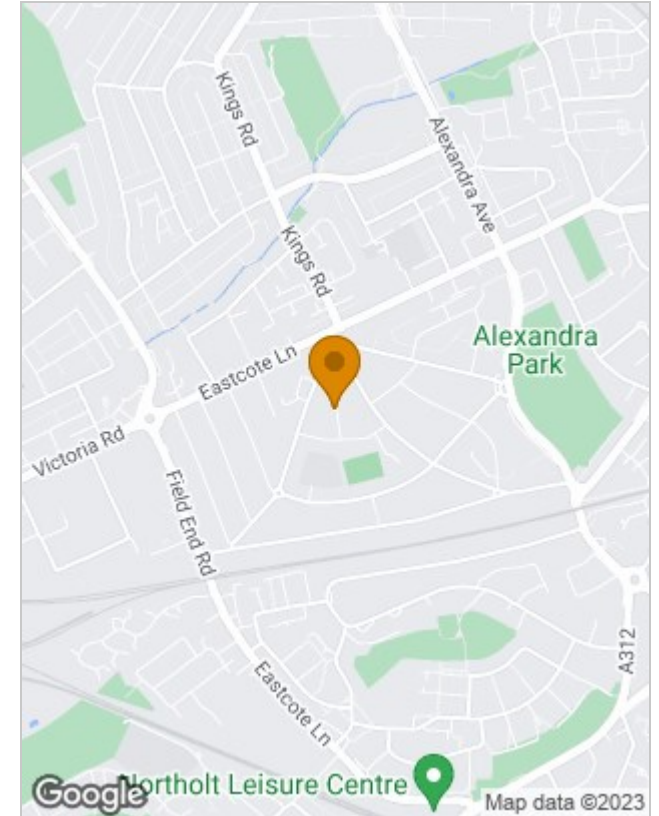 Kings Rd
Alexandra Ave
Kings Rd
Eastcote Ln
Alexandra
Park
Victoria Rd
Field End Rd
A312
Eastcote Ln
Northolt Leisure Centre
Google
Map data ©2023